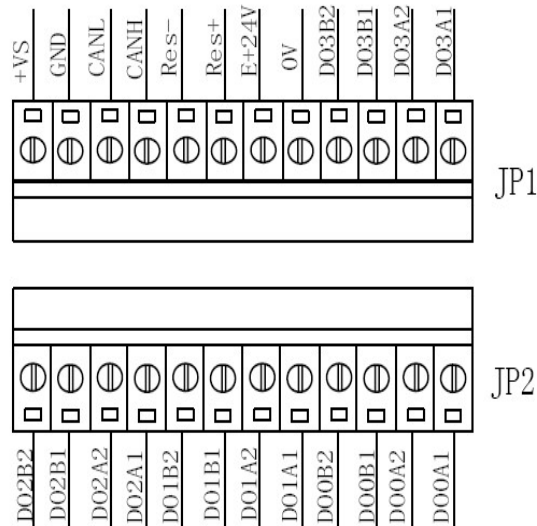 +VS
GND
CANL
CANH
Res-
Res+
E+24V
0V
DO3B2
DO3B1
DO3A2
DO3A1
JP1
JP2
DO2B2
DO2B1
DO2A2
DO2A1
DO1B2
DO1B1
DO1A2
DO1A1
DO0B2
DO0B1
DO0A2
DO0A1